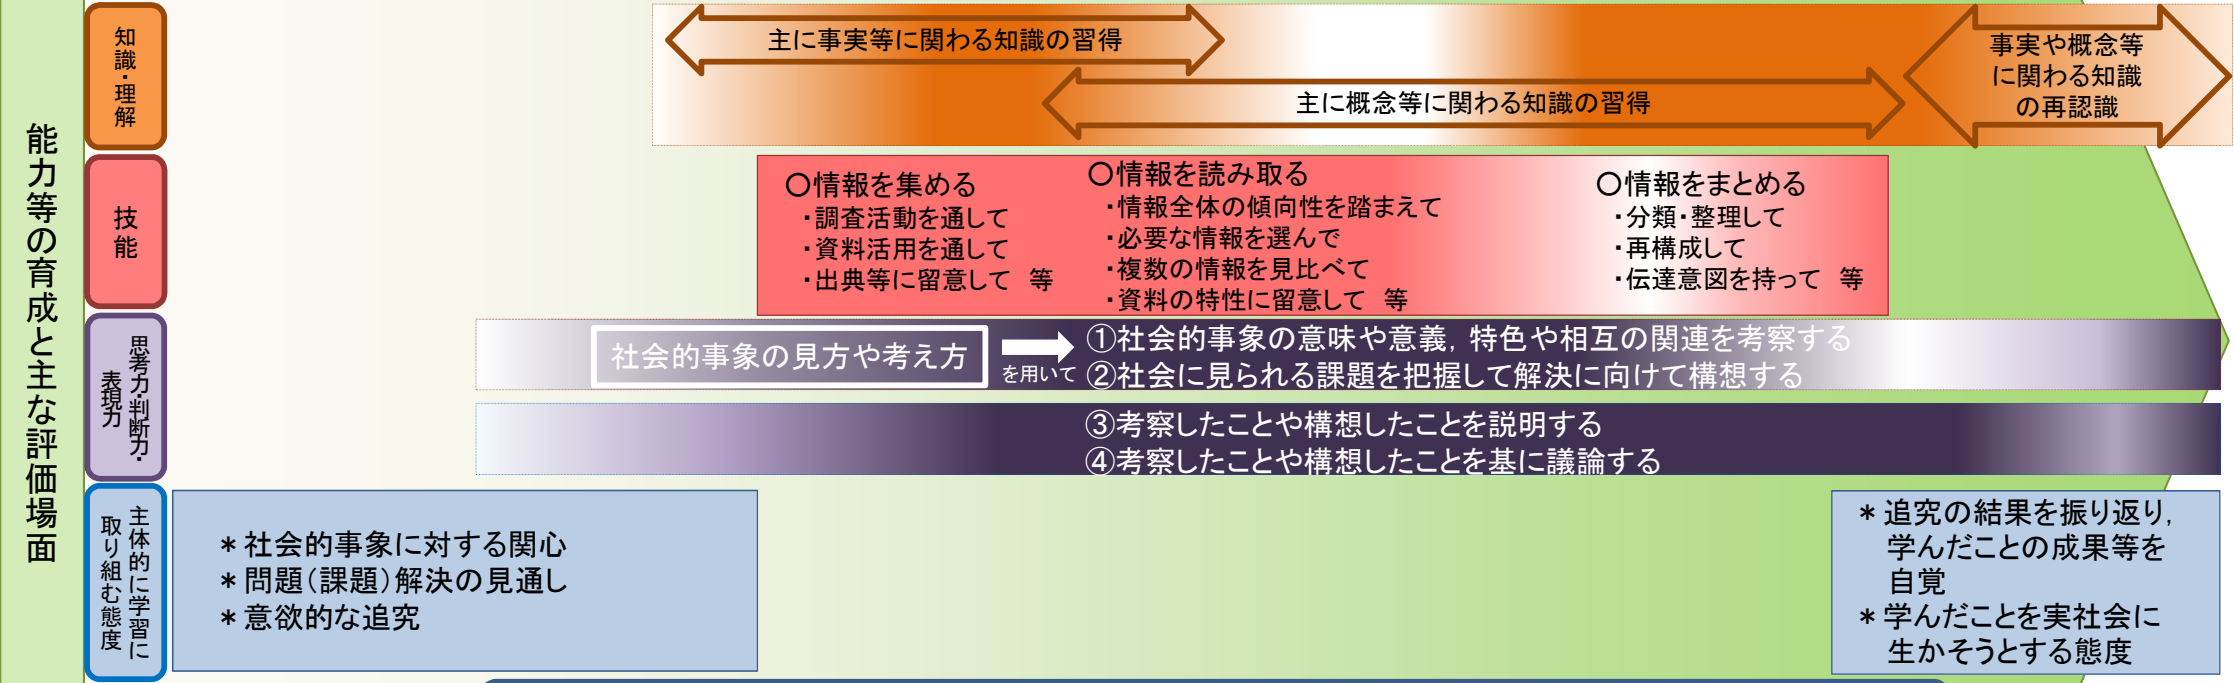 能力等の育成と主な評価場面
知識・理解
主に事実等に関わる知識の習得
主に概念等に関わる知識の習得
事実や概念等
に関わる知識
の再認識
技能
〇情報を集める
・調査活動を通して
・資料活用を通して
・出典等に留意して　等
〇情報を読み取る
・情報全体の傾向性を踏まえて
・必要な情報を選んで
・複数の情報を見比べて
・資料の特性に留意して　等
〇情報をまとめる
・分類・整理して
・再構成して
・伝達意図を持って　等
思考力・判断力・
表現力
社会的事象の見方や考え方
を用いて
①社会的事象の意味や意義，特色や相互の関連を考察する
②社会に見られる課題を把握して解決に向けて構想する
③考察したことや構想したことを説明する
④考察したことや構想したことを基に議論する
主体的に学習に
取り組む態度
＊社会的事象に対する関心
＊問題（課題）解決の見通し
＊意欲的な追究
＊追究の結果を振り返り，
学んだことの成果等を
自覚
＊学んだことを実社会に
生かそうとする態度